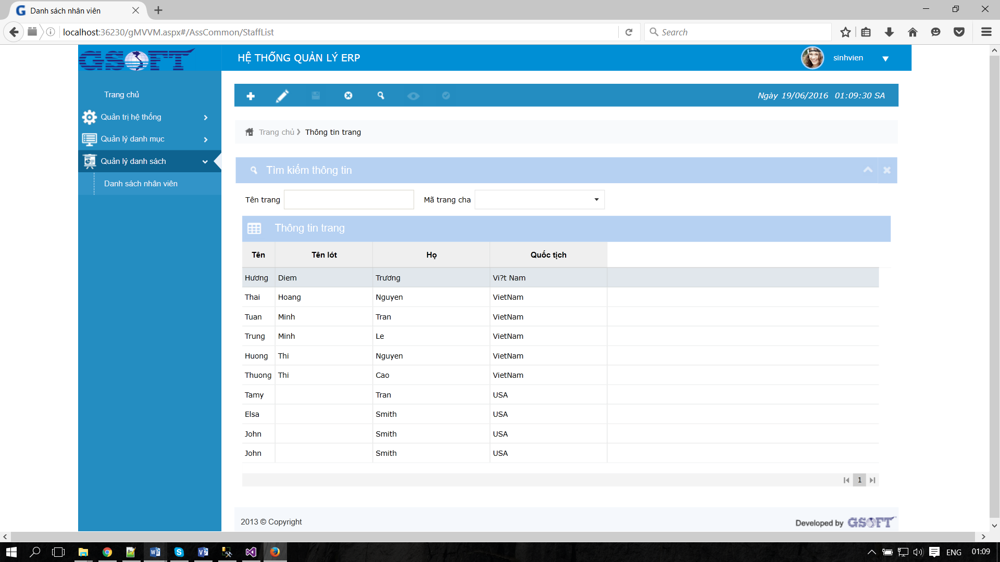 Danh sách nhân viên
localhost:36230/gMVVM.aspx#/AssCommon/StaffList
Search
GSOFT
HỆ THỐNG QUẢN LÝ ERP
sinhvien
Trang chủ
Quản trị hệ thống
Quản lý danh mục
Quản lý danh sách
Danh sách nhân viên
Ngày 19/06/2016 01:09:30 SA
Trang chủ Thông tin trang
Tìm kiếm thông tin
Tên trang Mã trang cha
Thông tin trang
Tên Tên lót Họ Quốc tịch
Hương Diem Trương Vi?t Nam
Thai Hoang Nguyen VietNam
Tuan Minh Tran VietNam
Trung Minh Le VietNam
Huong Thi Nguyen VietNam
Thuong Thi Cao VietNam
Tamy Tran USA
Elsa Smith USA
John Smith USA
John Smith USA
1
2013 © Copyright
Developed by GSOFT
ENG 01:09